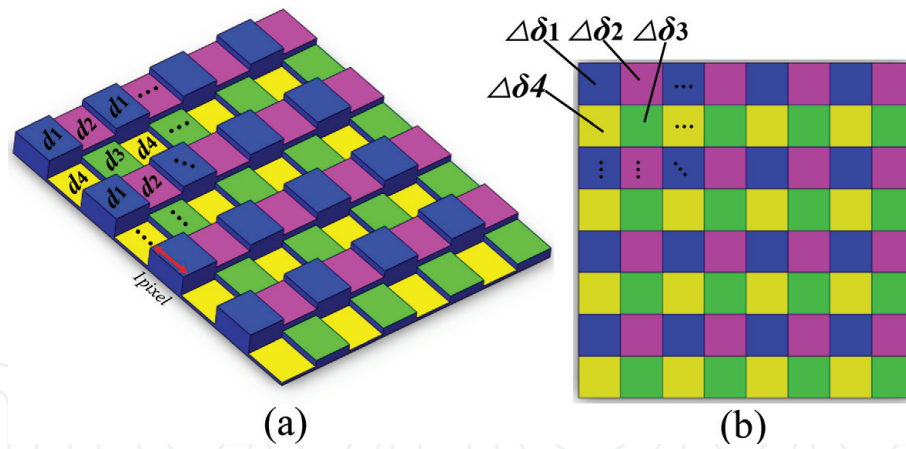 △δ1 △δ2 △δ3
△δ4
d1 d2 d1 ...
d4 d3 d4 ...
d1 d2 ...
1pixel
(a)
(b)